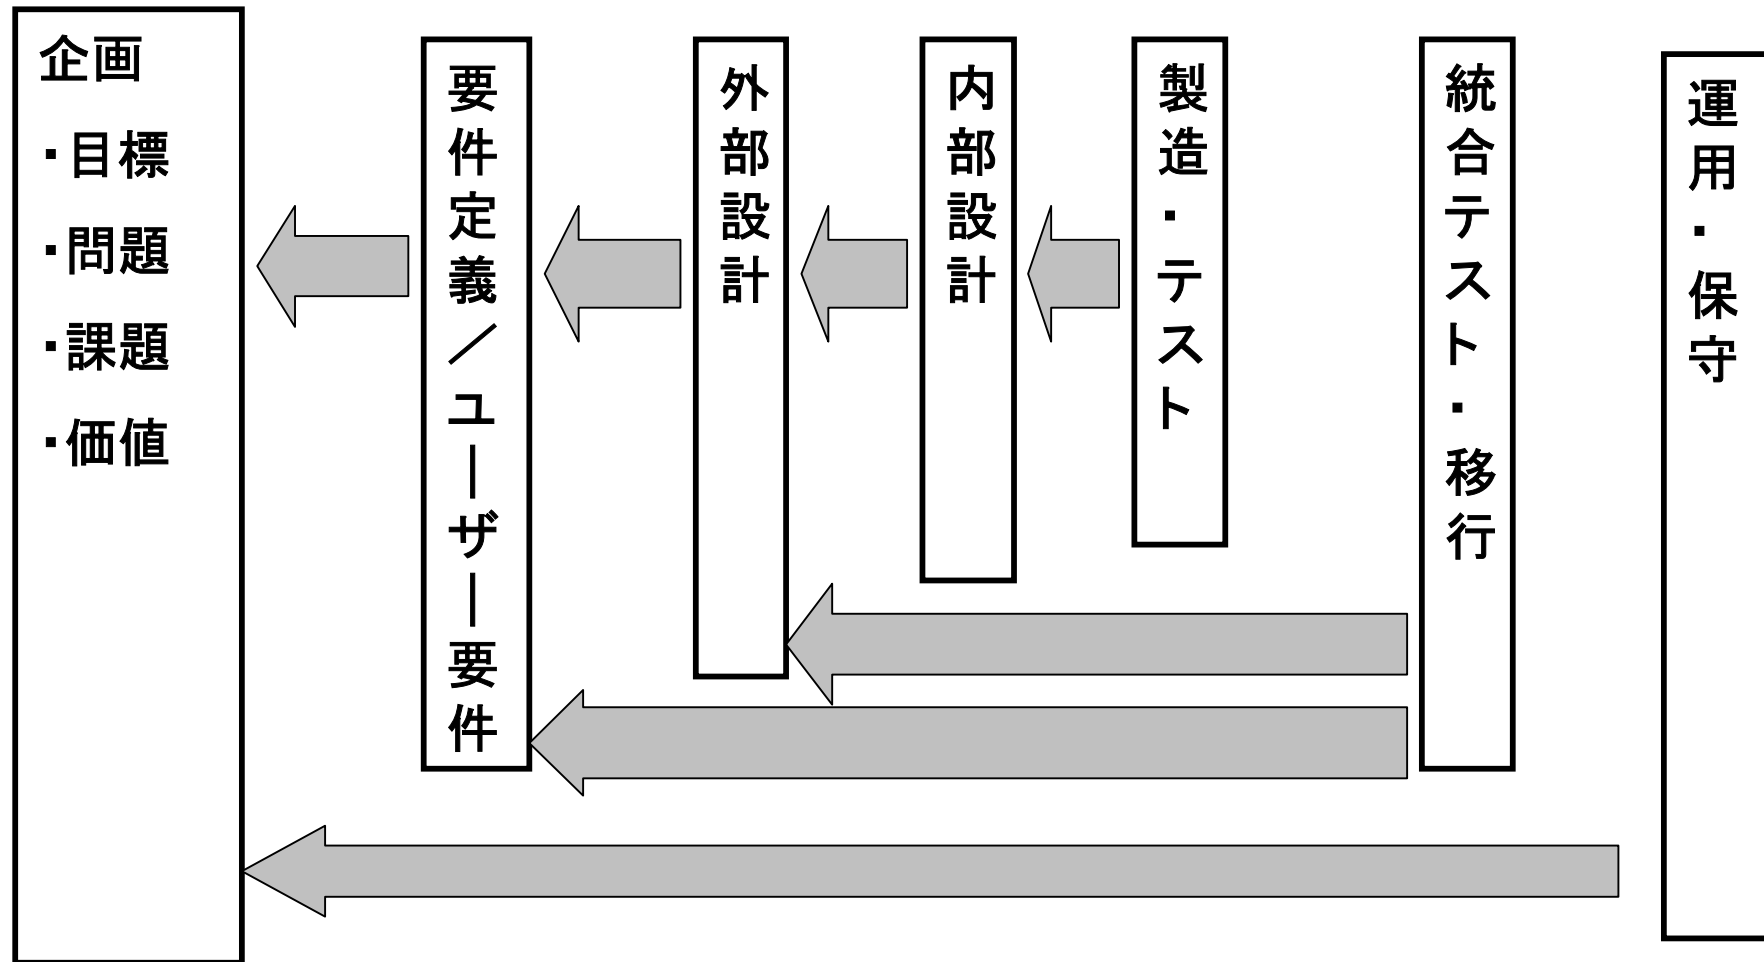 企画
・目標
・問題
・課題
・価値
要件定義／ユーザー要件
外部設計
内部設計
製造・テスト
統合テスト・移行
運用・保守